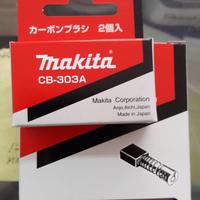 カーボンブラシ 2個入
makita
CB-303A
Makita Corporation
Anjo, Aichi, Japan
Made in Japan